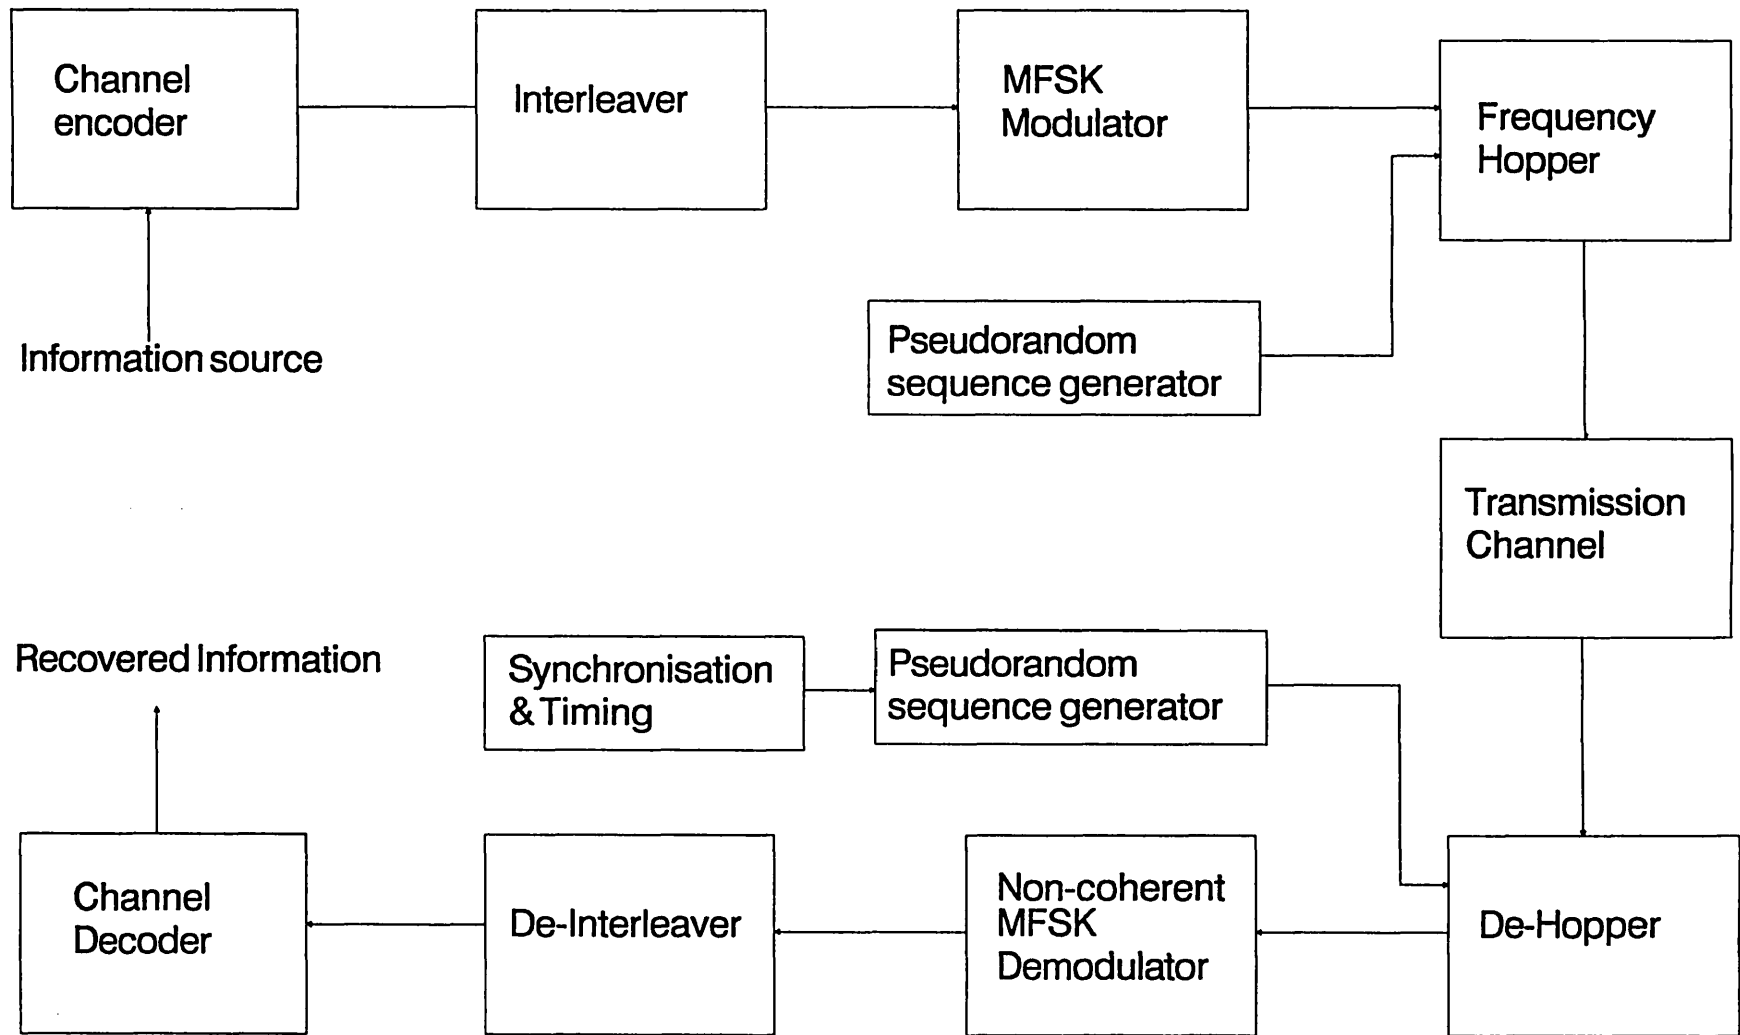 Channel
encoder
Interleaver
MFSK
Modulator
Frequency
Hopper
Information source
Pseudorandom
sequence generator
Transmission
Channel
Recovered Information
Synchronisation
& Timing
Pseudorandom
sequence generator
Channel
Decoder
De-Interleaver
Non-coherent
MFSK
Demodulator
De-Hopper